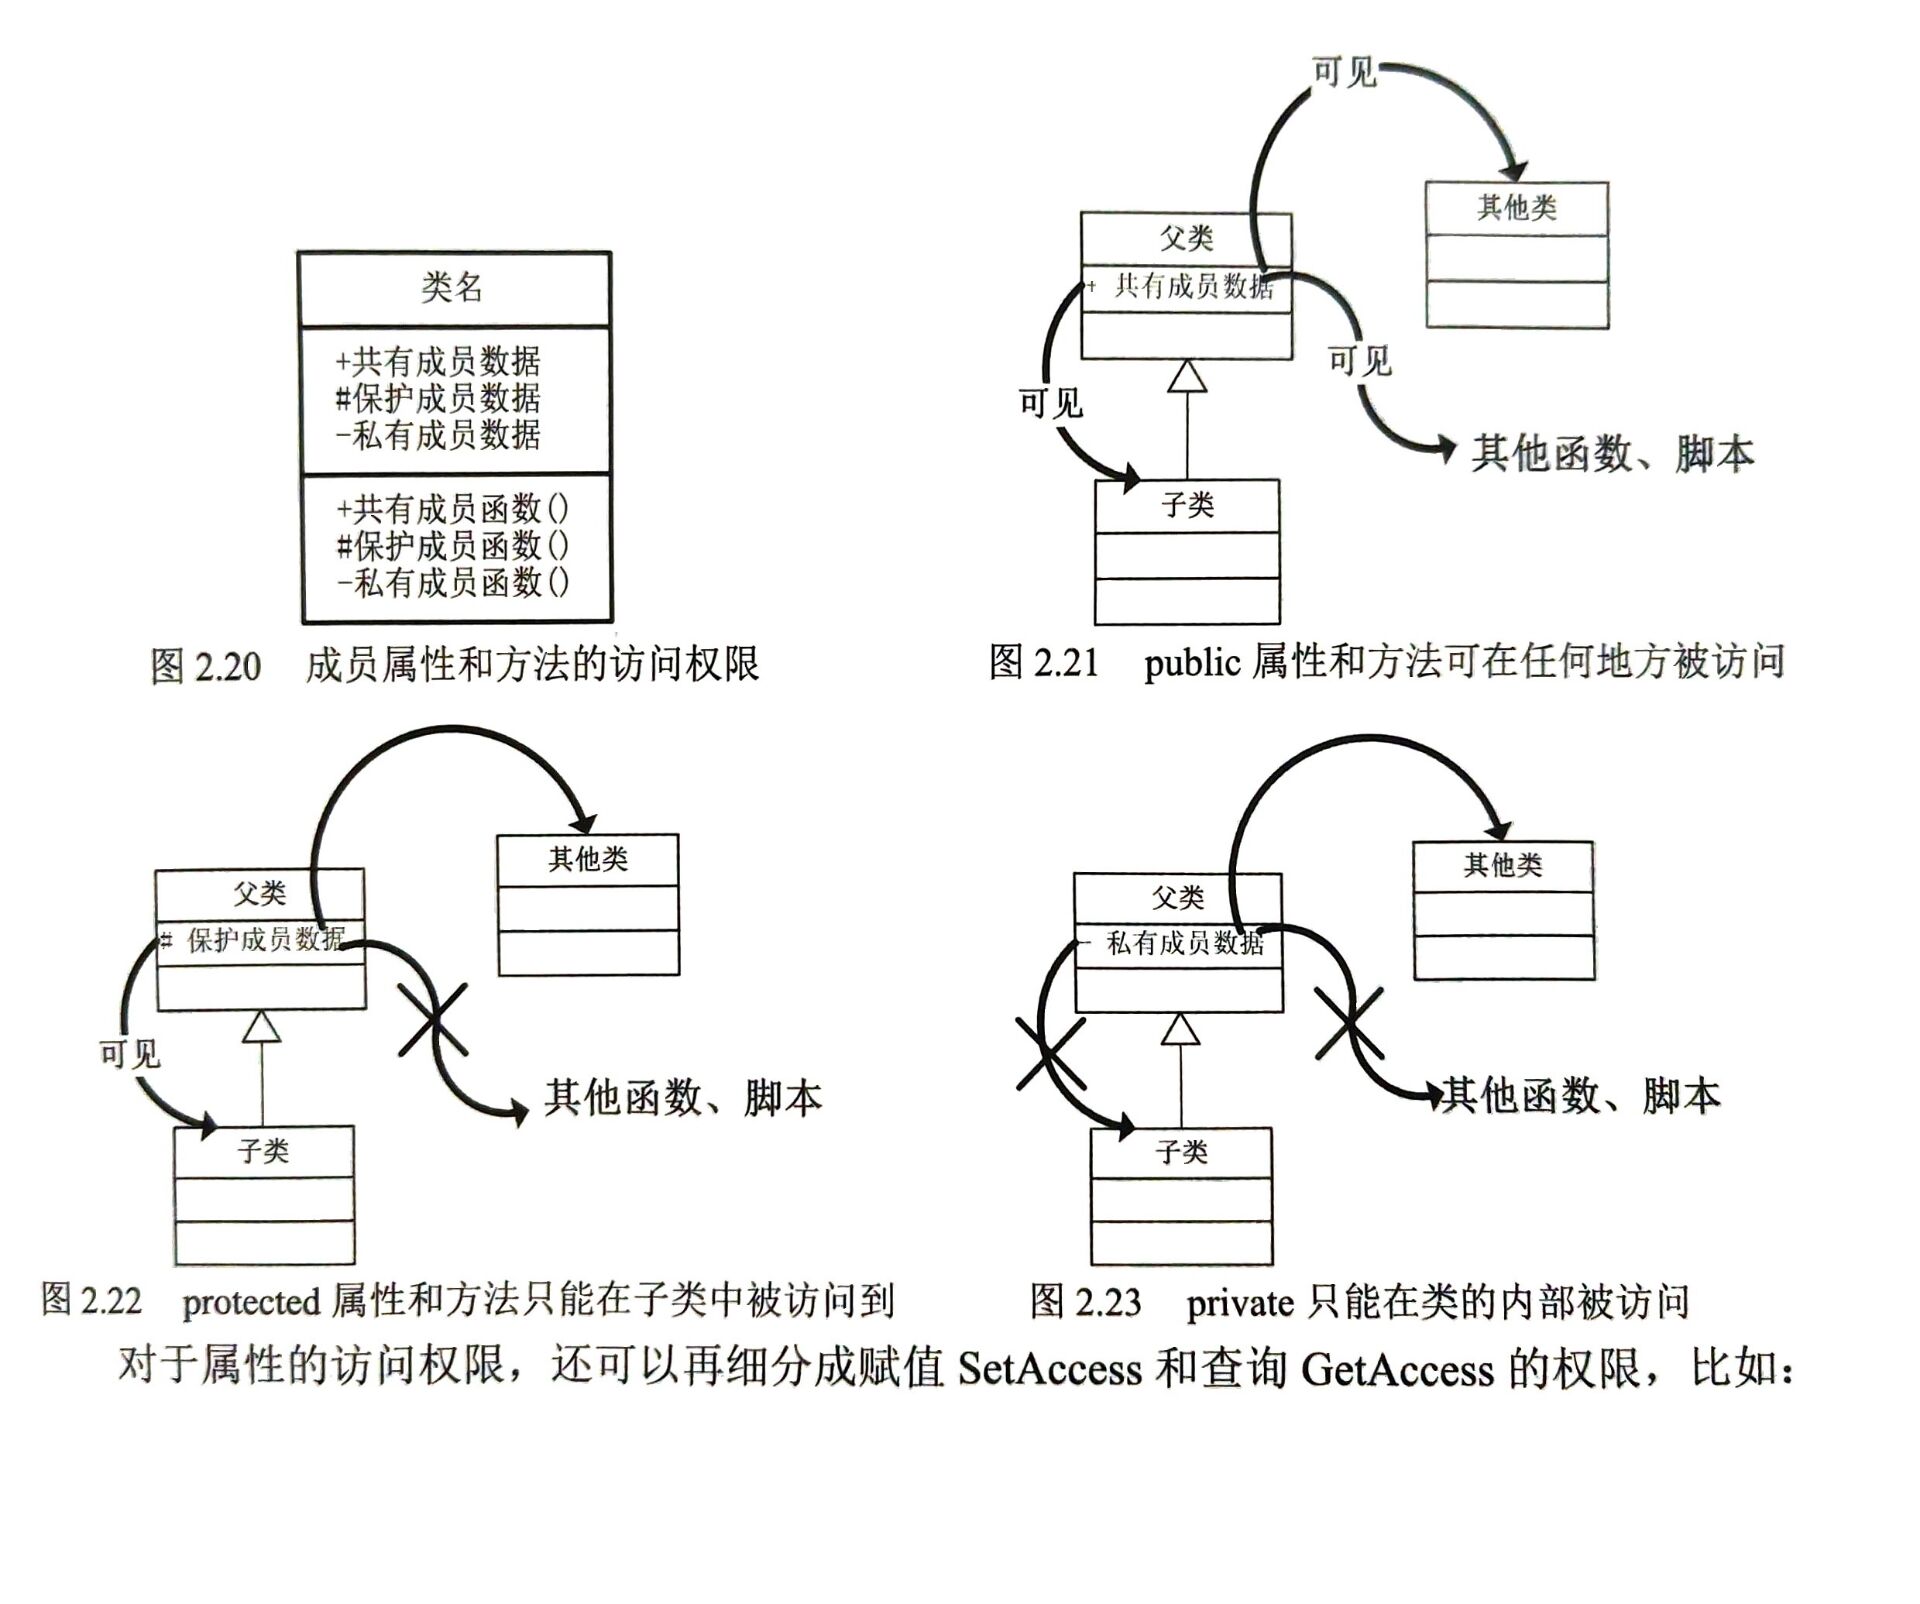 类名
+共有成员数据
#保护成员数据
-私有成员数据
+共有成员函数()
#保护成员函数()
-私有成员函数()
图 2.20 成员属性和方法的访问权限
可见
其他类
父类
+ 共有成员数据
可见
可见
其他函数、脚本
子类
图 2.21 public 属性和方法可在任何地方被访问
其他类
父类
# 保护成员数据
可见
其他函数、脚本
子类
图 2.22 protected 属性和方法只能在子类中被访问到
其他类
父类
- 私有成员数据
其他函数、脚本
子类
图 2.23 private 只能在类的内部被访问
对于属性的访问权限，还可以再细分成赋值 SetAccess 和查询 GetAccess 的权限，比如：